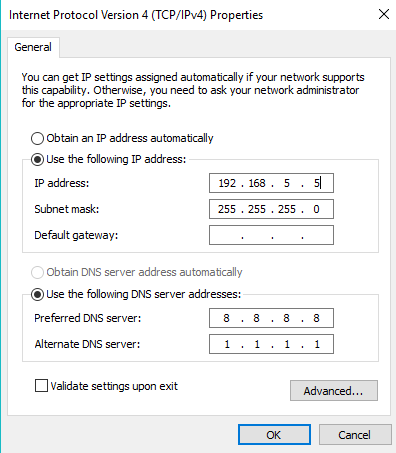 Internet Protocol Version 4 (TCP/IPv4) Properties
General
You can get IP settings assigned automatically if your network supports
this capability. Otherwise, you need to ask your network administrator
for the appropriate IP settings.
Obtain an IP address automatically
Use the following IP address:
IP address: 192 . 168 . 5 . 5
Subnet mask: 255 . 255 . 255 . 0
Default gateway: . . .
Obtain DNS server address automatically
Use the following DNS server addresses:
Preferred DNS server: 8 . 8 . 8 . 8
Alternate DNS server: 1 . 1 . 1 . 1
Validate settings upon exit
Advanced...
OK Cancel